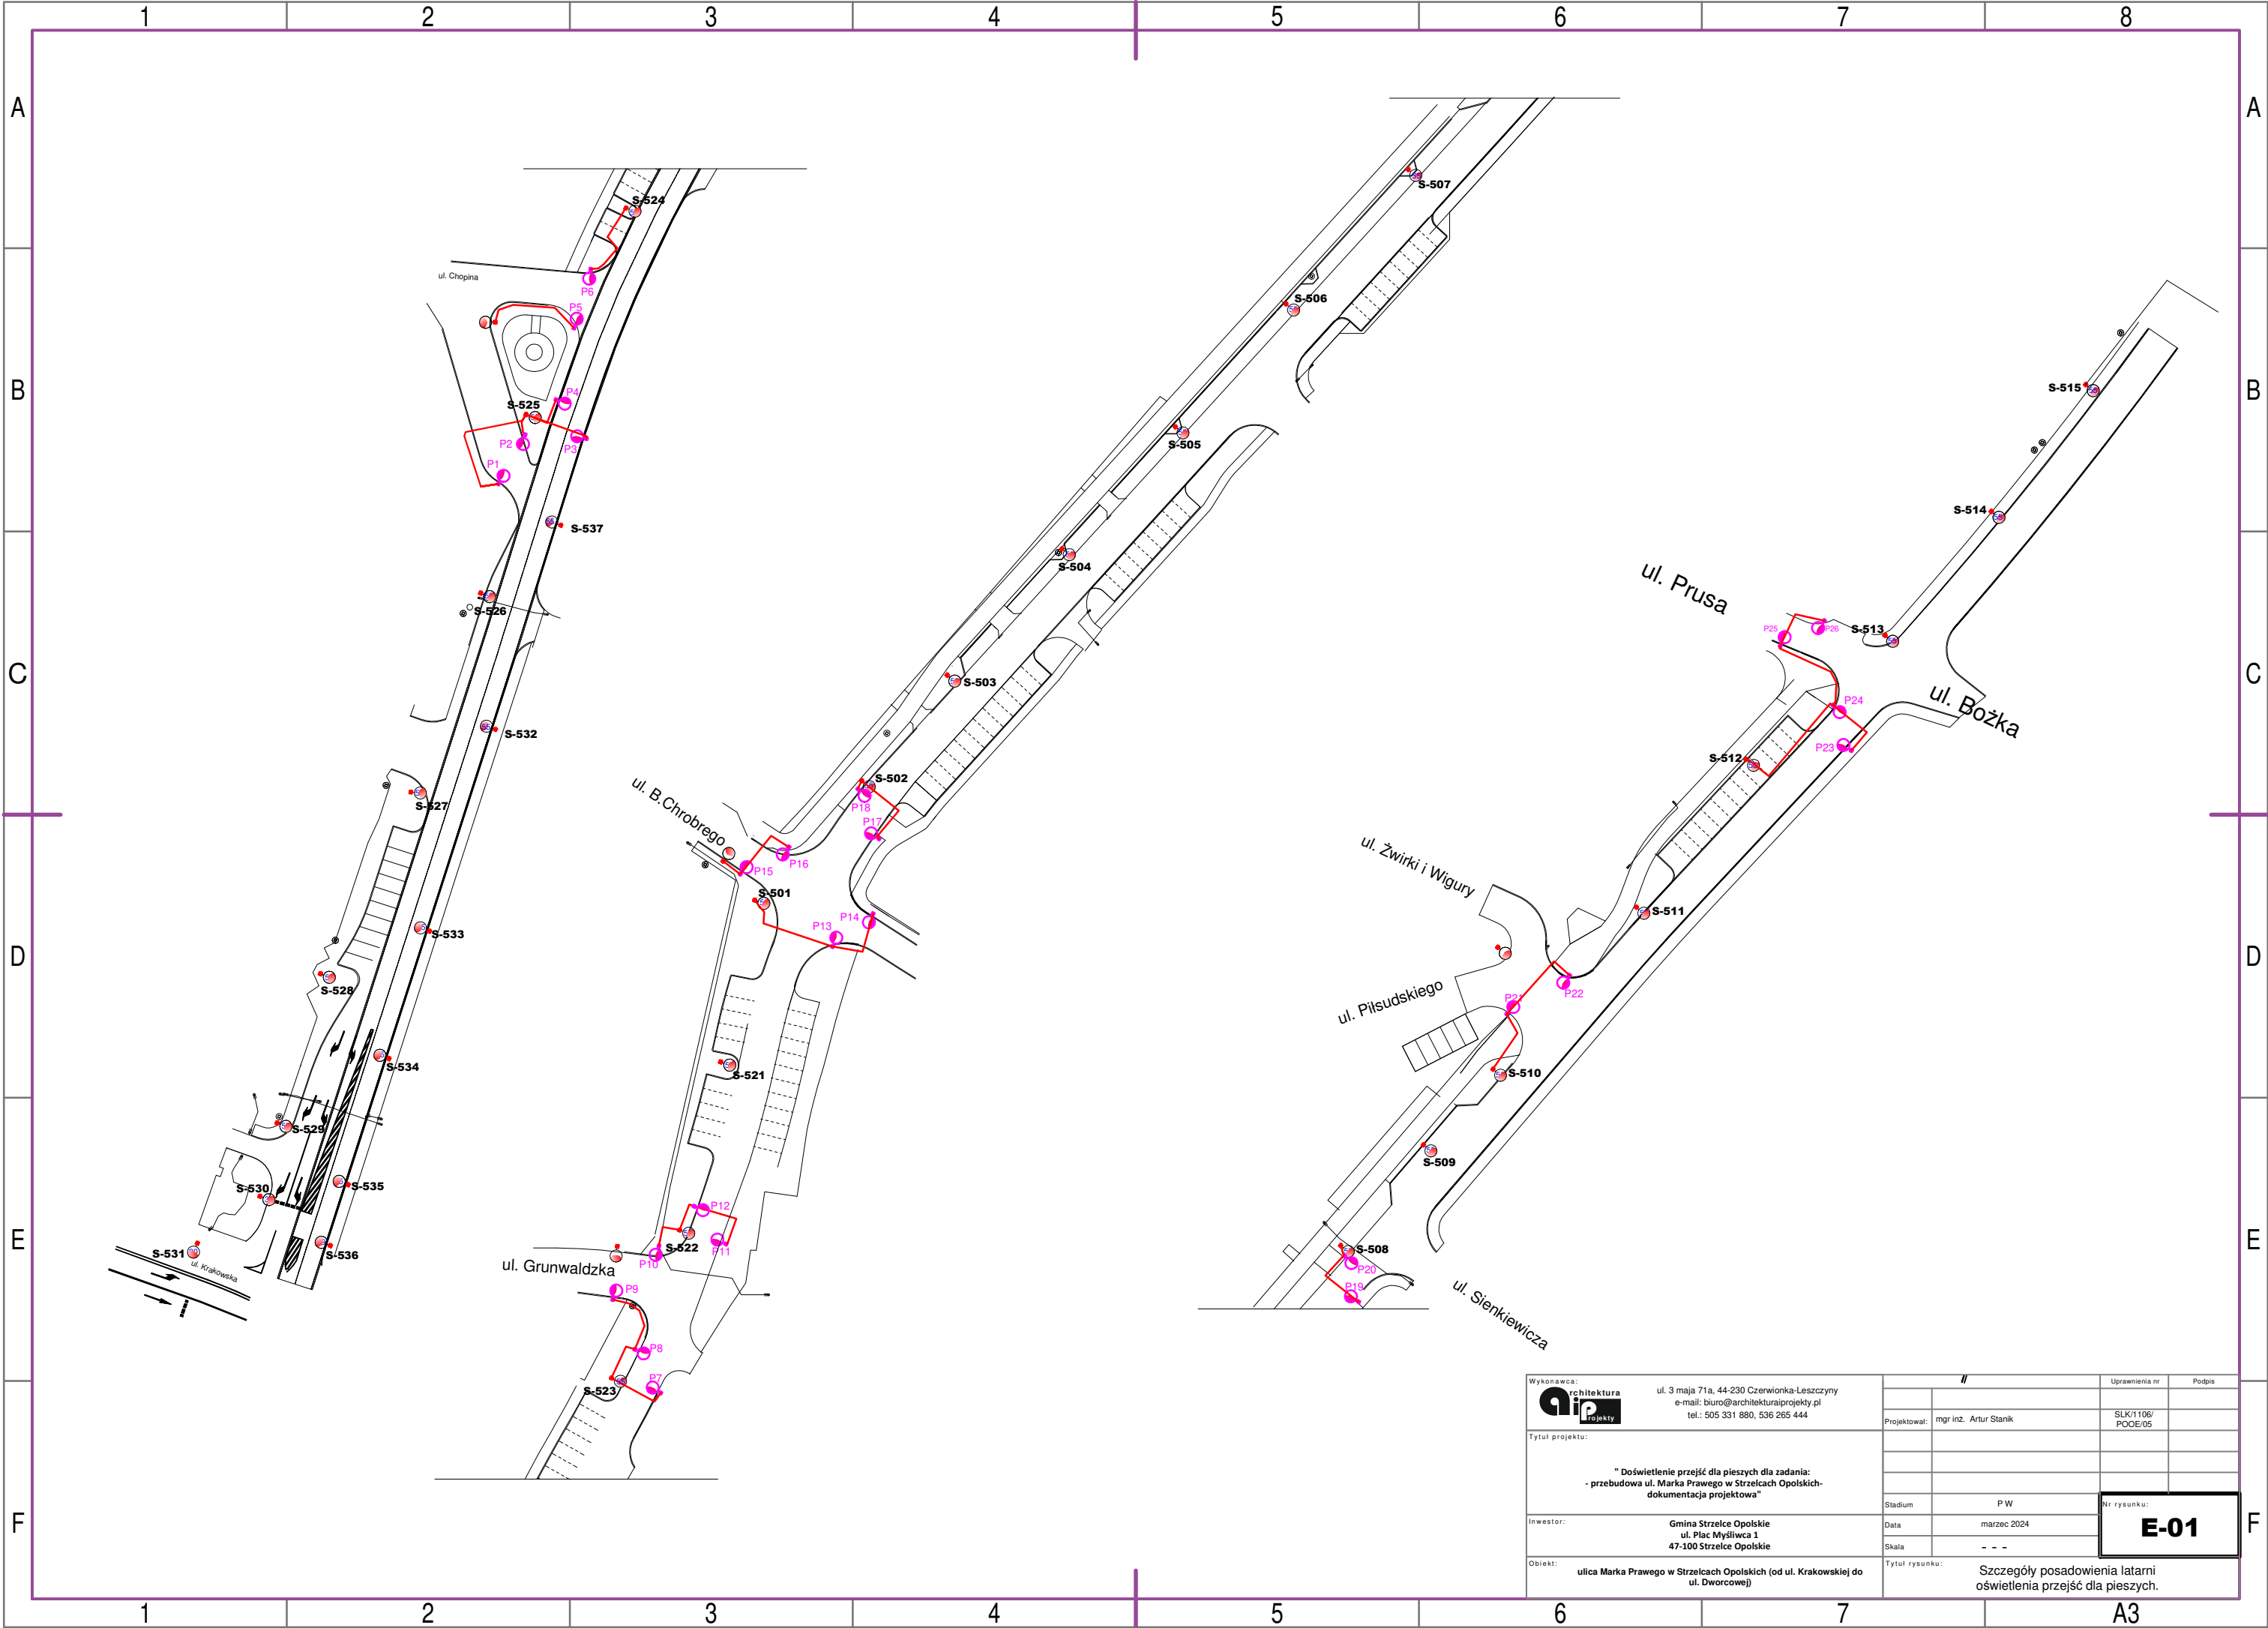 1 2 3 4 5 6 7 8
A A
B B
C C
D D
E E
F F
S-524
ul. Chopina
P6
P5
P4
S-525
P2
P3
P1
S-537
S-526
S-532
S-527
S-533
S-528
S-534
S-529
S-530
S-535
S-531
S-536
ul. Krakowska
S-507
S-506
S-505
S-504
S-503
S-502
P18
P17
ul. B.Chrobrego
P16
P15
S-501
P14
P13
S-521
P12
S-522
P11
P10
ul. Grunwaldzka
P9
P8
P7
S-523
S-515
S-514
ul. Prusa
P25
P26
S-513
ul. Bożka
P24
P23
S-512
ul. Żwirki i Wigury
S-511
ul. Piłsudskiego
P22
P21
S-510
S-509
S-508
P20
P19
ul. Sienkiewicza
Wykonawca:
architektura
i
Projekty
ul. 3 maja 71a, 44-230 Czerwionka-Leszczyny
e-mail: biuro@architekturaiprojekty.pl
tel.: 505 331 880, 536 265 444
Tytuł projektu:
" Doświetlenie przejść dla pieszych dla zadania:
- przebudowa ul. Marka Prawego w Strzelcach Opolskich-
dokumentacja projektowa"
Inwestor:
Gmina Strzelce Opolskie
ul. Plac Myśliwca 1
47-100 Strzelce Opolskie
Obiekt:
ulica Marka Prawego w Strzelcach Opolskich (od ul. Krakowskiej do
ul. Dworcowej)
Uprawnienia nr
Podpis
Projektował:
mgr inż. Artur Stanik
SLK/1106/
POOE/05
Stadium
P W
Data
marzec 2024
Skala
- - -
Nr rysunku:
E-01
Tytuł rysunku:
Szczegóły posadowienia latarni
oświetlenia przejść dla pieszych.
1 2 3 4 5 6 7 A3